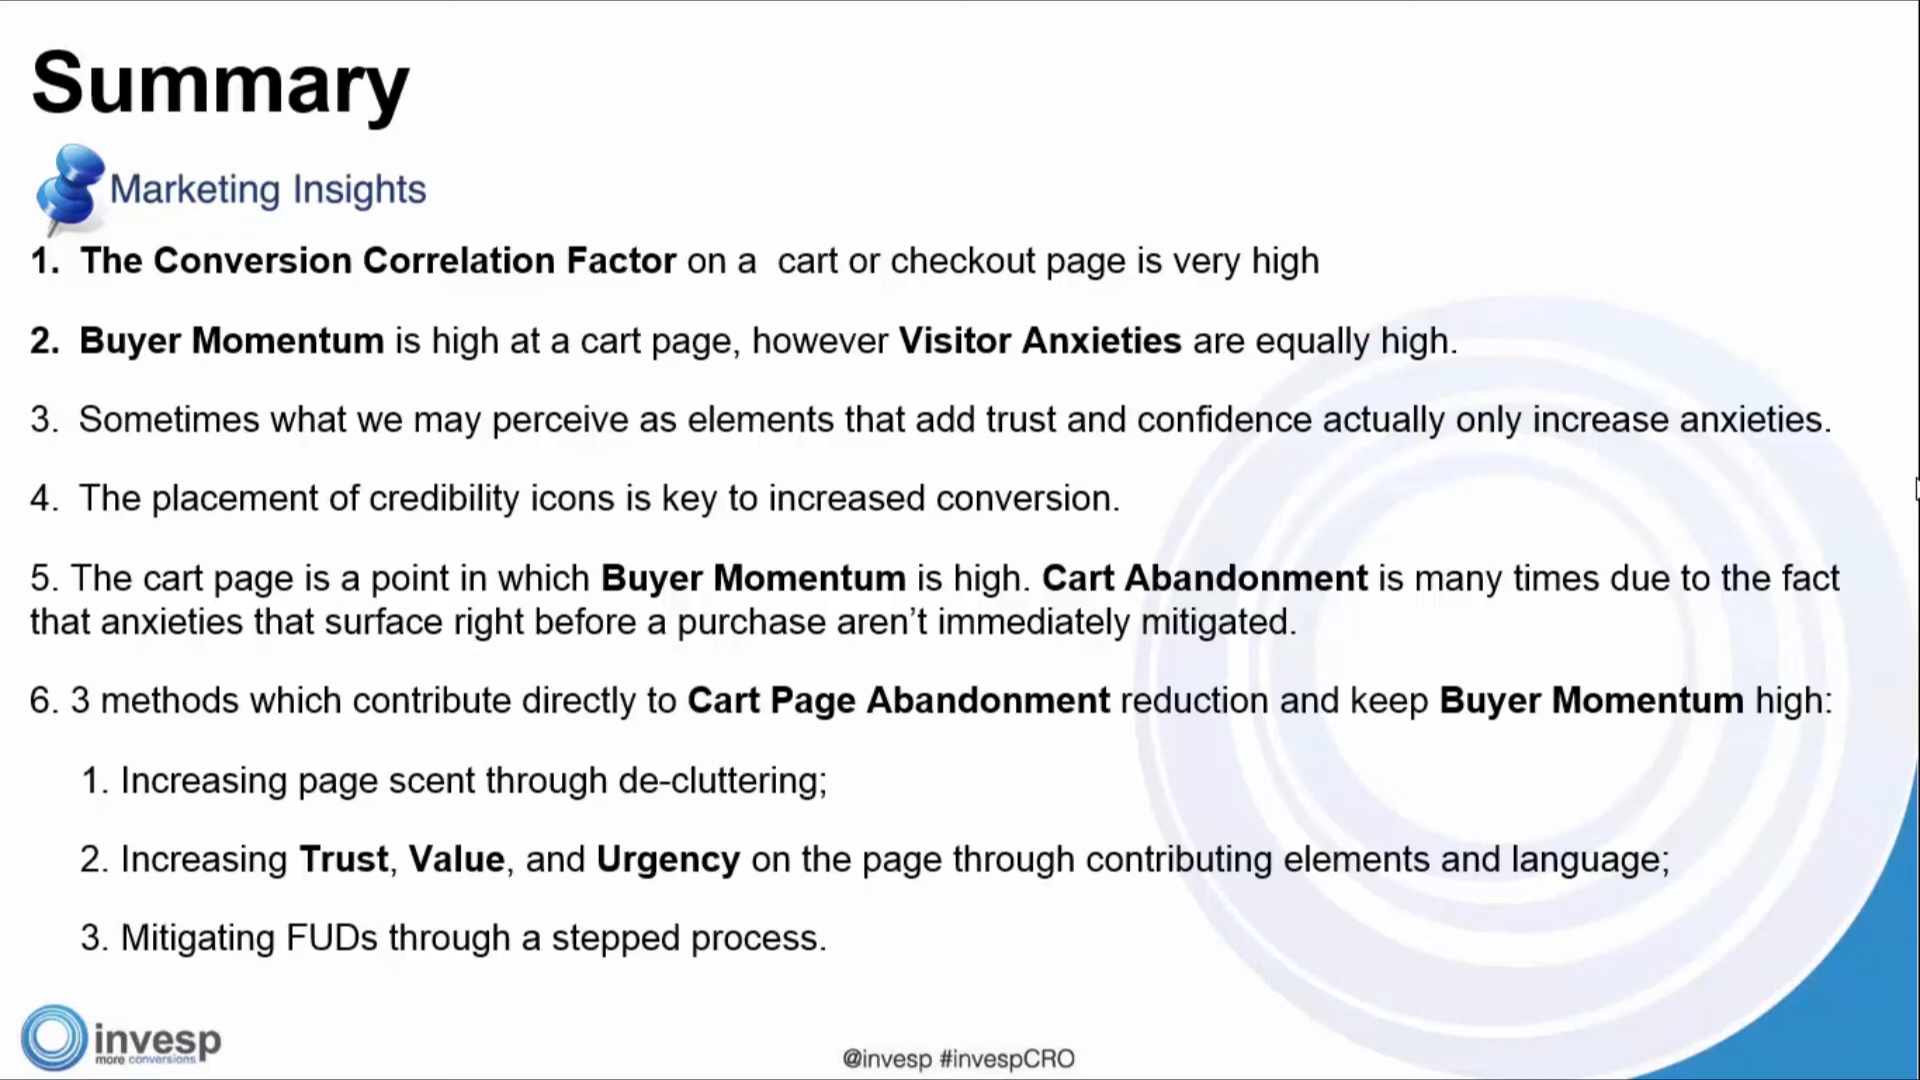 Summary
Marketing Insights
1. The Conversion Correlation Factor on a cart or checkout page is very high
2. Buyer Momentum is high at a cart page, however Visitor Anxieties are equally high.
3. Sometimes what we may perceive as elements that add trust and confidence actually only increase anxieties.
4. The placement of credibility icons is key to increased conversion.
5. The cart page is a point in which Buyer Momentum is high. Cart Abandonment is many times due to the fact
that anxieties that surface right before a purchase aren’t immediately mitigated.
6. 3 methods which contribute directly to Cart Page Abandonment reduction and keep Buyer Momentum high:
1. Increasing page scent through de-cluttering;
2. Increasing Trust, Value, and Urgency on the page through contributing elements and language;
3. Mitigating FUDs through a stepped process.
invesp
more conversions
@invesp #invespCRO